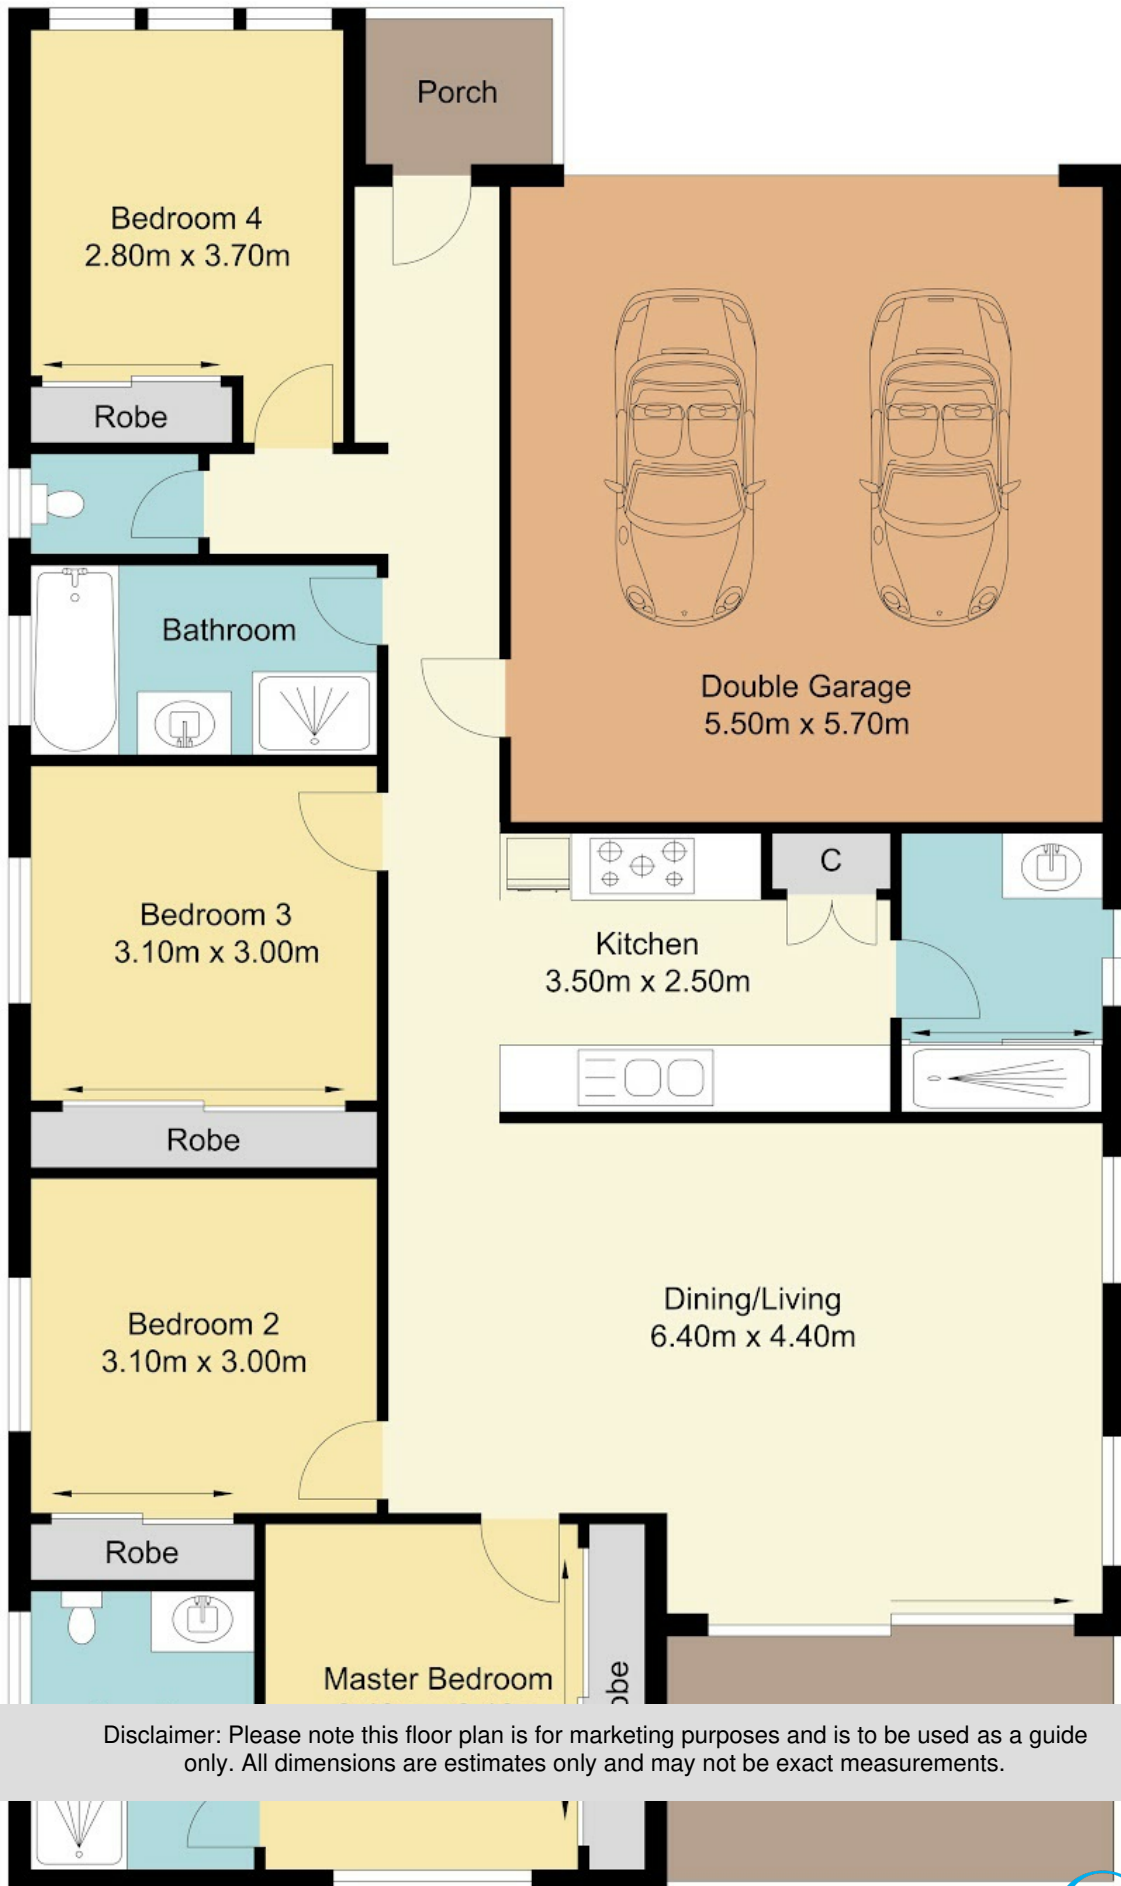 Porch
Bedroom 4
2.80m x 3.70m
Robe
Bathroom
Double Garage
5.50m x 5.70m
C
Bedroom 3
3.10m x 3.00m
Kitchen
3.50m x 2.50m
Robe
Dining/Living
6.40m x 4.40m
Bedroom 2
3.10m x 3.00m
Robe
Master Bedroom
obe
Disclaimer: Please note this floor plan is for marketing purposes and is to be used as a guide
only. All dimensions are estimates only and may not be exact measurements.